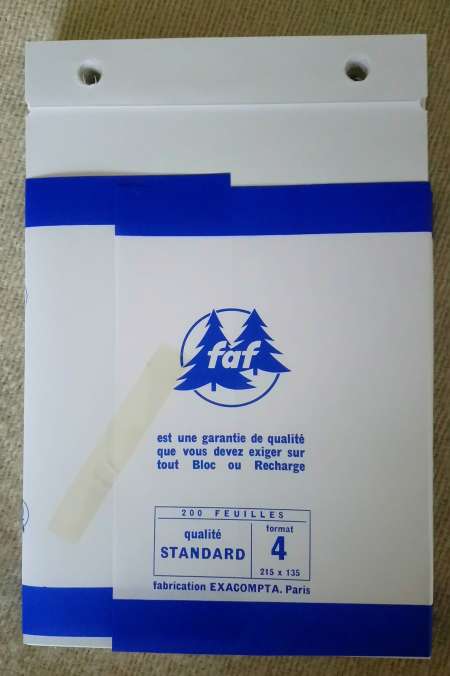 faf
est une garantie de qualité
que vous devez exiger sur
tout Bloc ou Recharge
200 FEUILLES
qualité
STANDARD
format
4
215 x 135
fabrication EXACOMPTA. Paris